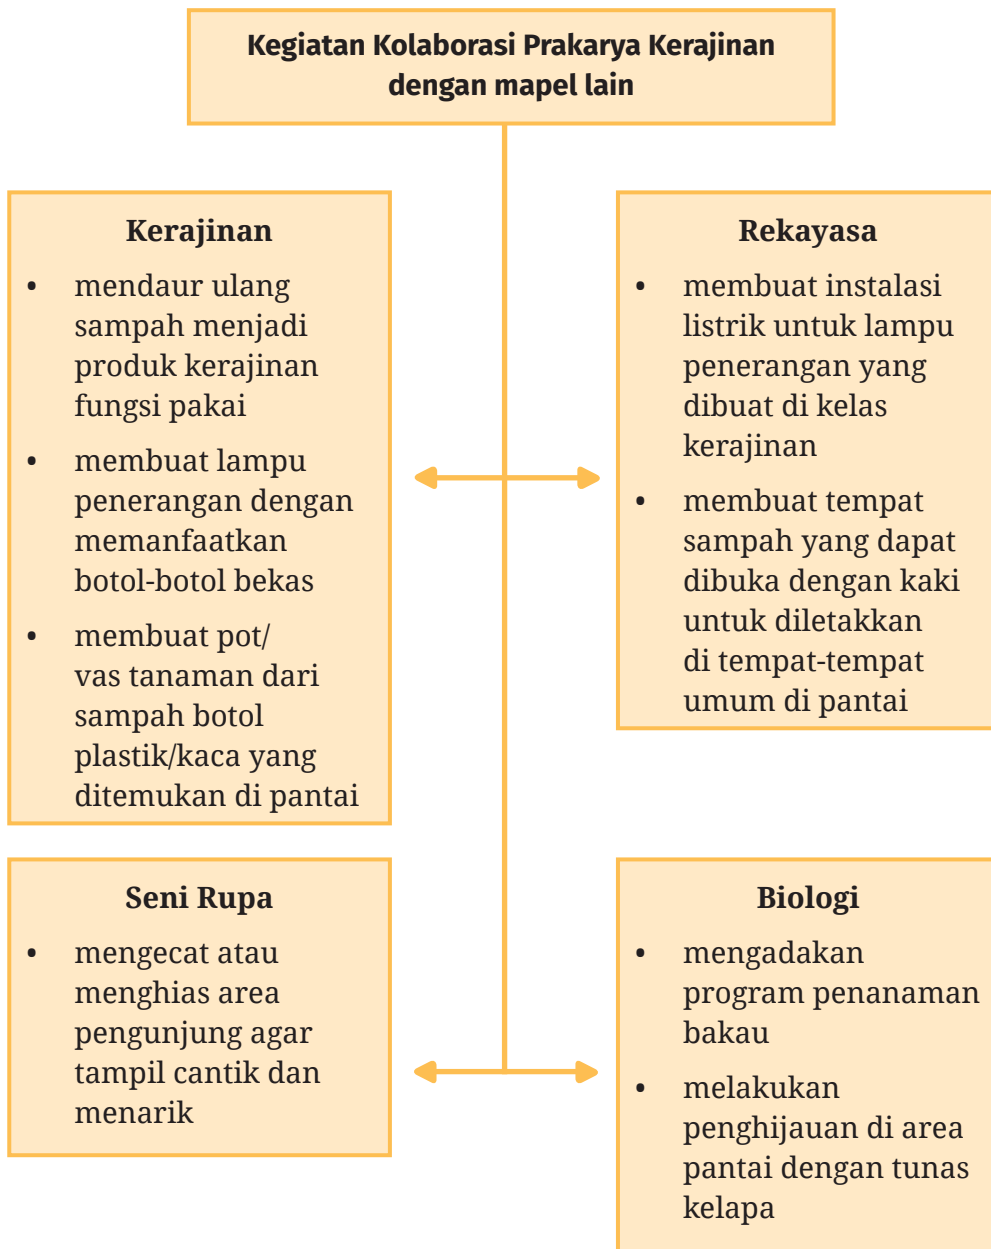 Kegiatan Kolaborasi Prakarya Kerajinan
dengan mapel lain
Kerajinan
• mendaur ulang
sampah menjadi
produk kerajinan
fungsi pakai
• membuat lampu
penerangan dengan
memanfaatkan
botol-botol bekas
• membuat pot/
vas tanaman dari
sampah botol
plastik/kaca yang
ditemukan di pantai
Rekayasa
• membuat instalasi
listrik untuk lampu
penerangan yang
dibuat di kelas
kerajinan
• membuat tempat
sampah yang dapat
dibuka dengan kaki
untuk diletakkan
di tempat-tempat
umum di pantai
Seni Rupa
• mengecat atau
menghias area
pengunjung agar
tampil cantik dan
menarik
Biologi
• mengadakan
program penanaman
bakau
• melakukan
penghijauan di area
pantai dengan tunas
kelapa